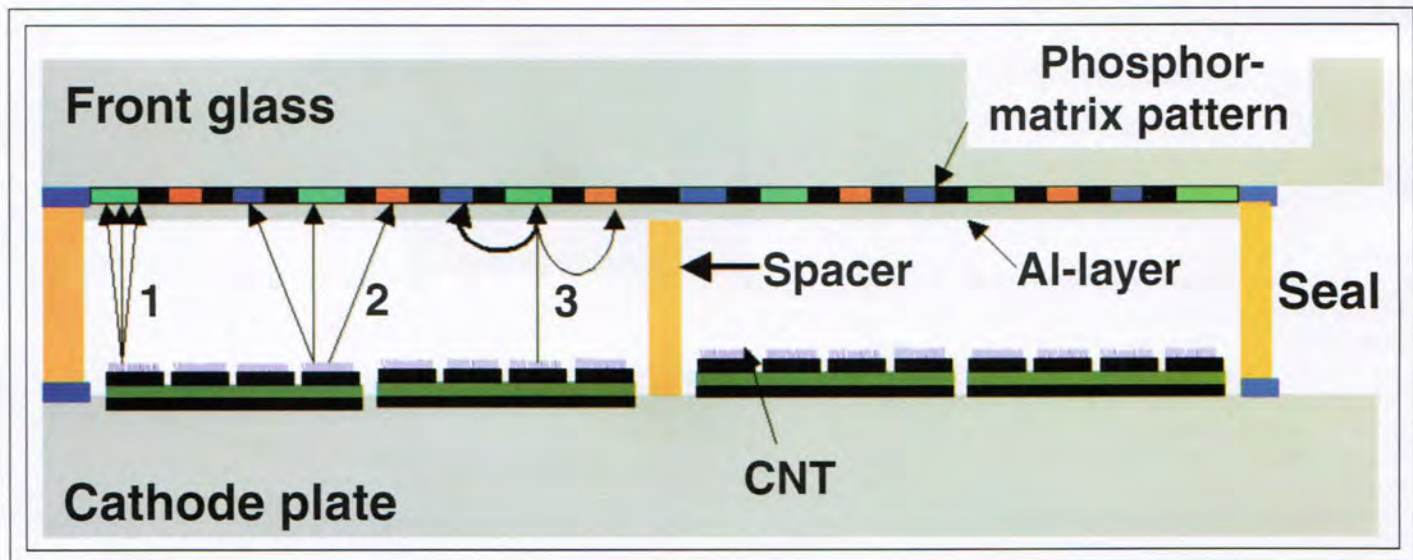 Front glass
Phosphor-
matrix pattern
1
2
3
Spacer
Al-layer
Seal
CNT
Cathode plate